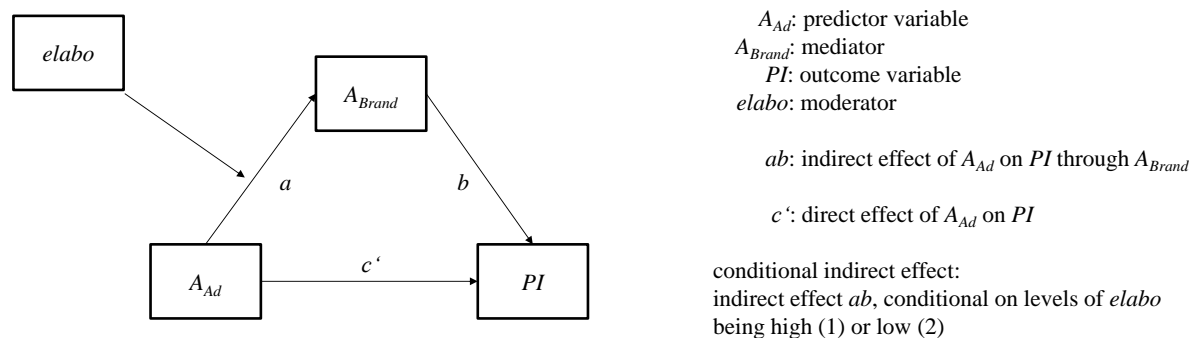 elabo
A_Brand
a
b
A_Ad
c‘
PI
A_Ad: predictor variable
A_Brand: mediator
PI: outcome variable
elabo: moderator
ab: indirect effect of A_Ad on PI through A_Brand
c‘: direct effect of A_Ad on PI
conditional indirect effect:
indirect effect ab, conditional on levels of elabo
being high (1) or low (2)